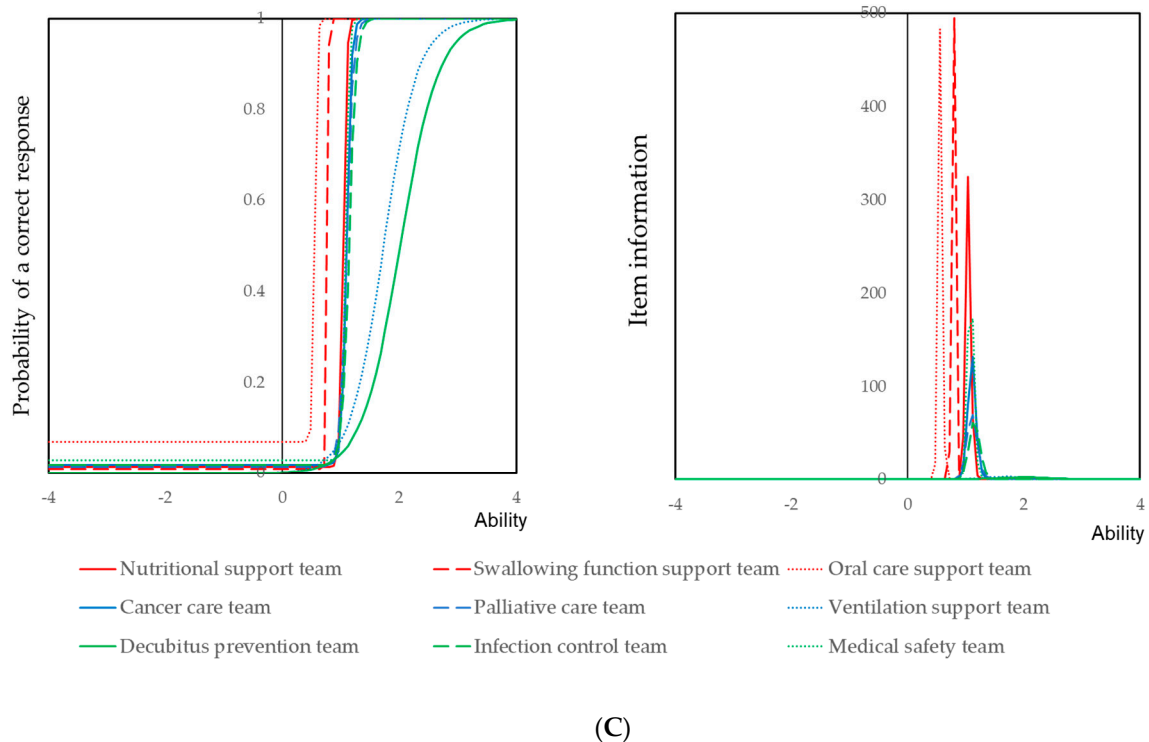 Probability of a correct response
1
0.8
0.6
0.4
0.2
0
-4
-2
0
2
4
Ability
Item information
500
400
300
200
100
0
-4
-2
0
2
4
Ability
Nutritional support team
Swallowing function support team
Oral care support team
Cancer care team
Palliative care team
Ventilation support team
Decubitus prevention team
Infection control team
Medical safety team
(C)